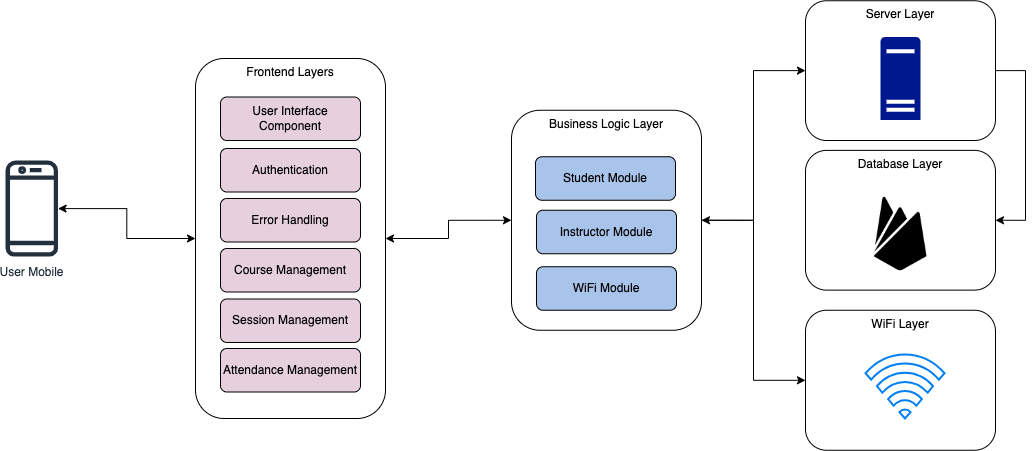 User Mobile
Frontend Layers
User Interface
Component
Authentication
Error Handling
Course Management
Session Management
Attendance Management
Business Logic Layer
Student Module
Instructor Module
WiFi Module
Server Layer
Database Layer
WiFi Layer